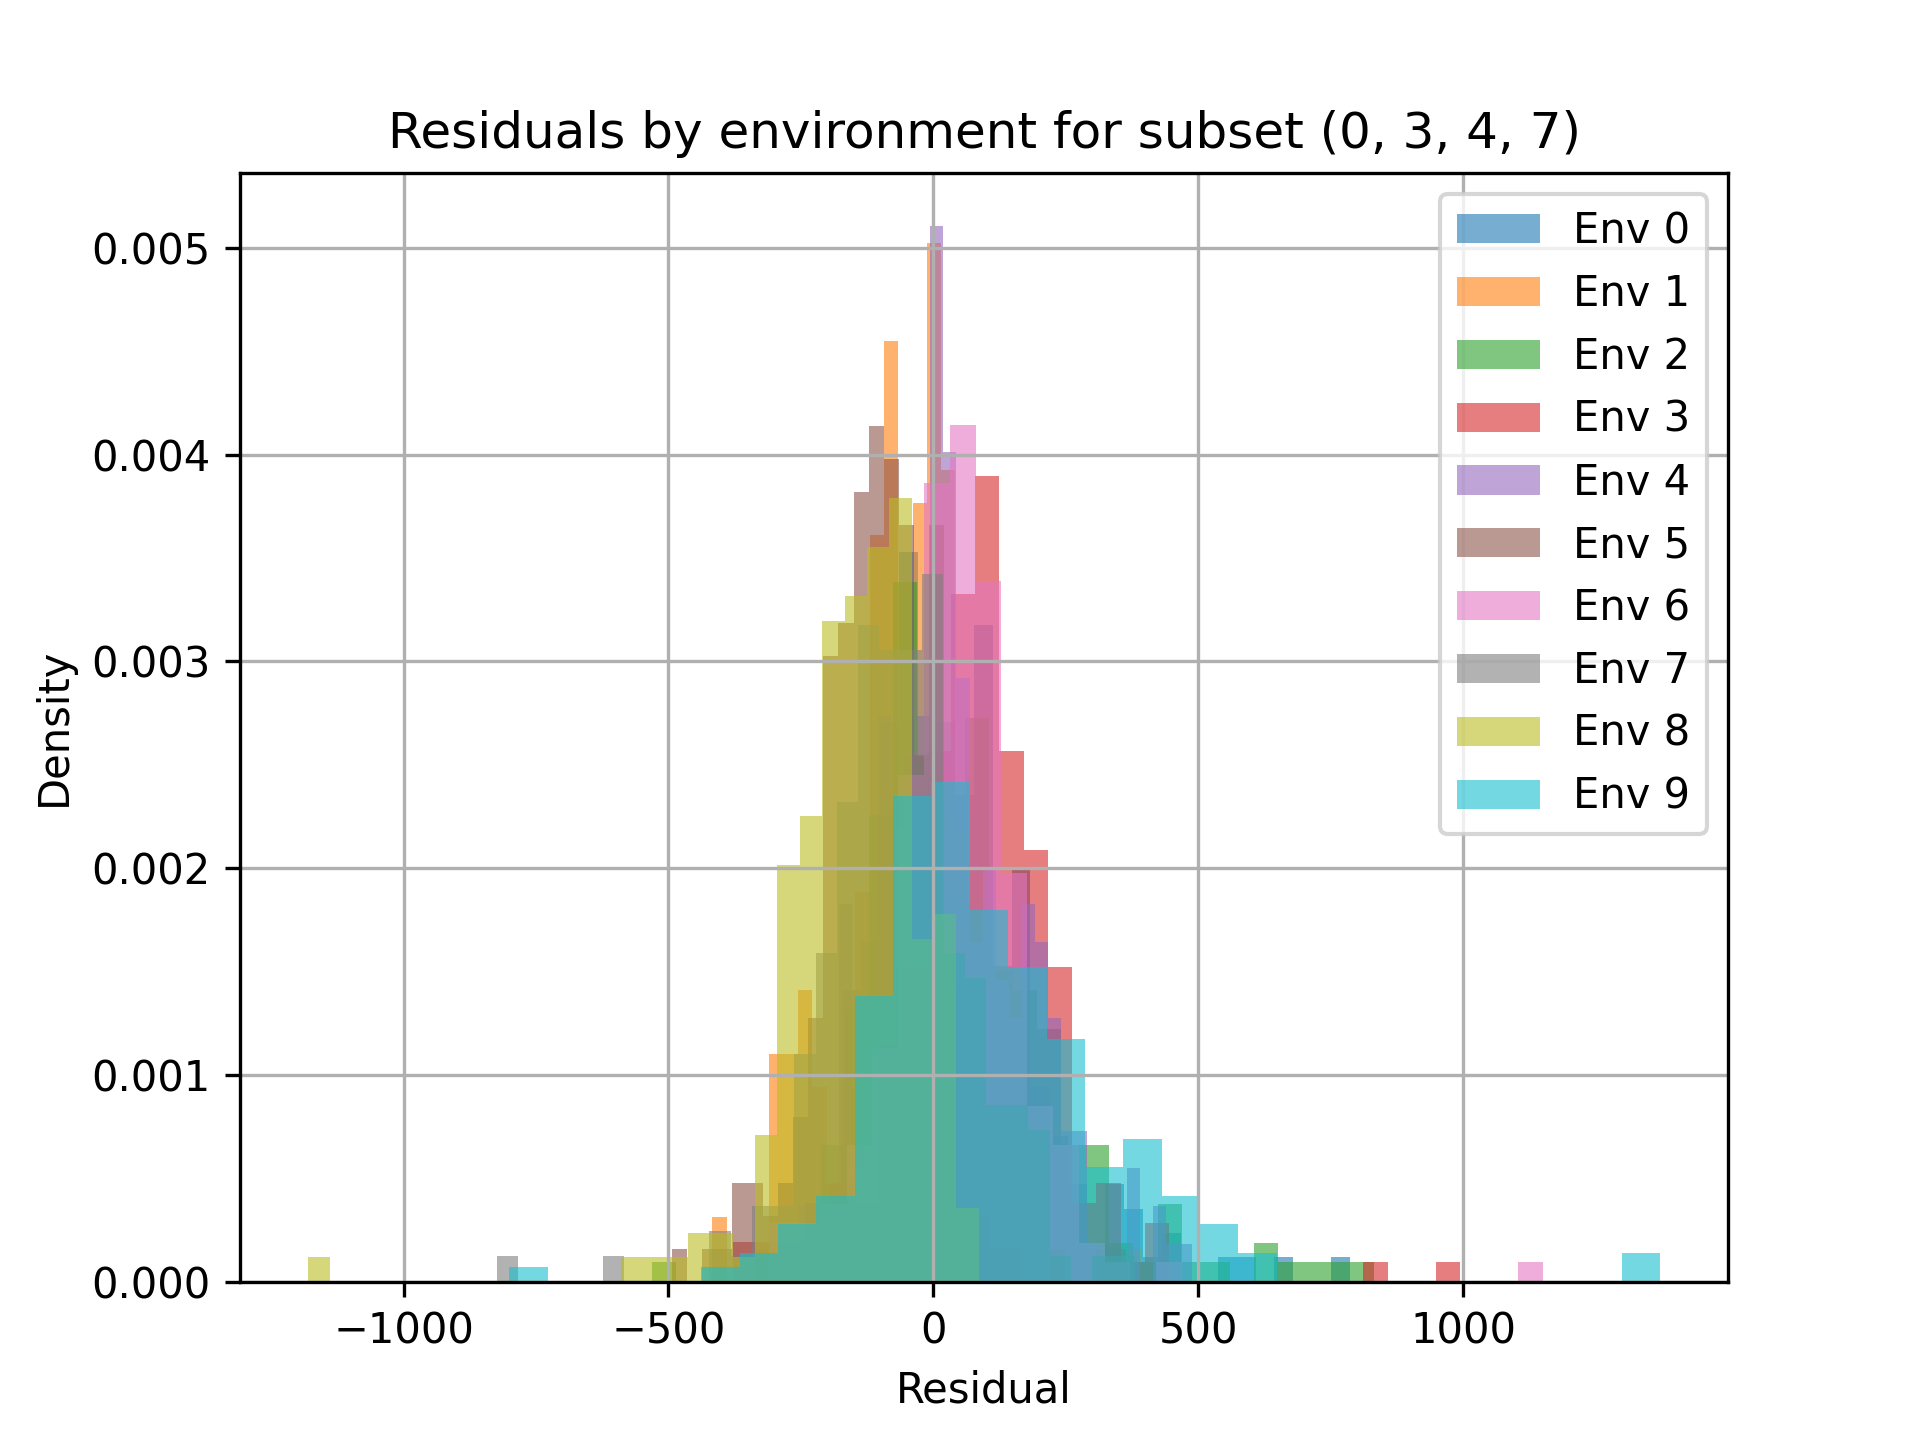 Residuals by environment for subset (0, 3, 4, 7)
Env 0
Env 1
Env 2
Env 3
Env 4
Env 5
Env 6
Env 7
Env 8
Env 9
Density
0.005
0.004
0.003
0.002
0.001
0.000
−1000
−500
0
500
1000
Residual